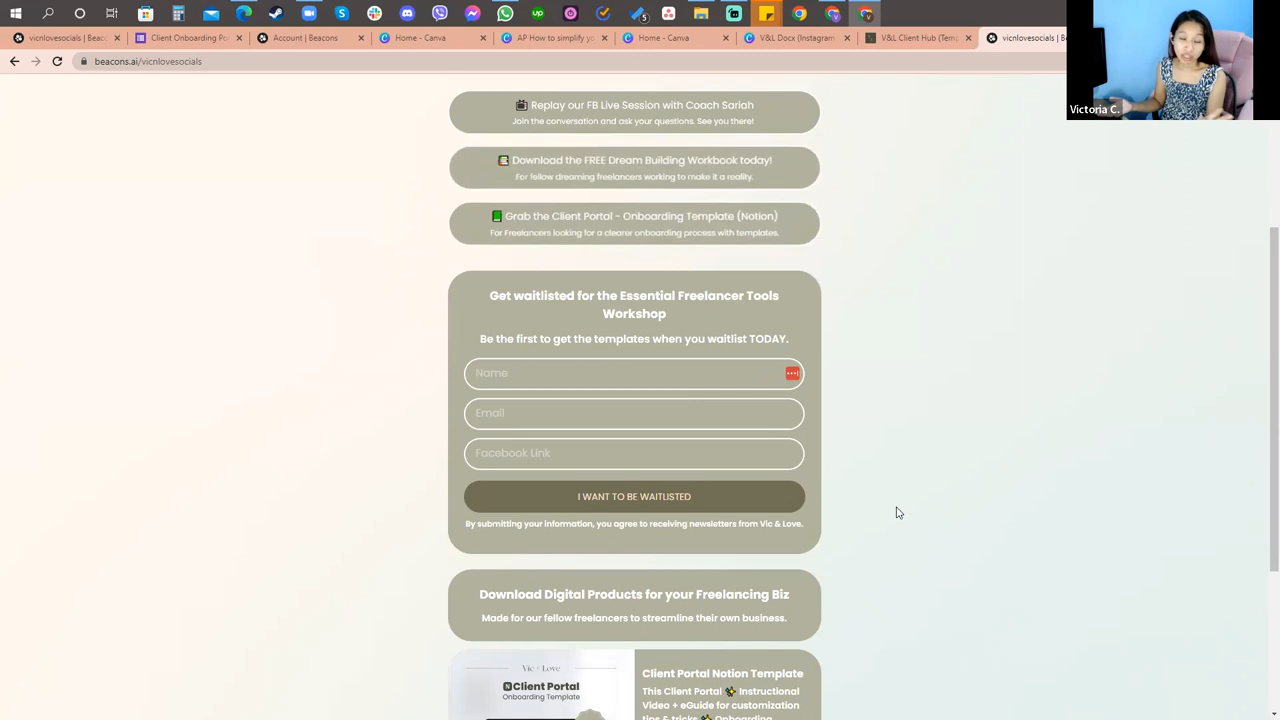 5
vicnlovesocials | Beac
Client Onboarding Po
Account | Beacons
Home - Canva
AP How to simplify yo
Home - Canva
V&L Docx (Instagram
V&L Client Hub (Temp
vicnlovesocials | Be
beacons.ai/vicnlovesocials
Victoria C.
Replay our FB Live Session with Coach Sariah
Join the conversation and ask your questions. See you there!
Download the FREE Dream Building Workbook today!
For fellow dreaming freelancers working to make it a reality.
Grab the Client Portal - Onboarding Template (Notion)
For Freelancers looking for a clearer onboarding process with templates.
Get waitlisted for the Essential Freelancer Tools
Workshop
Be the first to get the templates when you waitlist TODAY.
Name
Email
Facebook Link
I WANT TO BE WAITLISTED
By submitting your information, you agree to receiving newsletters from Vic & Love.
Download Digital Products for your Freelancing Biz
Made for our fellow freelancers to streamline their own business.
Vic + Love
Client Portal
Onboarding Template
Client Portal Notion Template
This Client Portal ✨ Instructional
Video + eGuide for customization
tips & tricks ✨ Onboarding